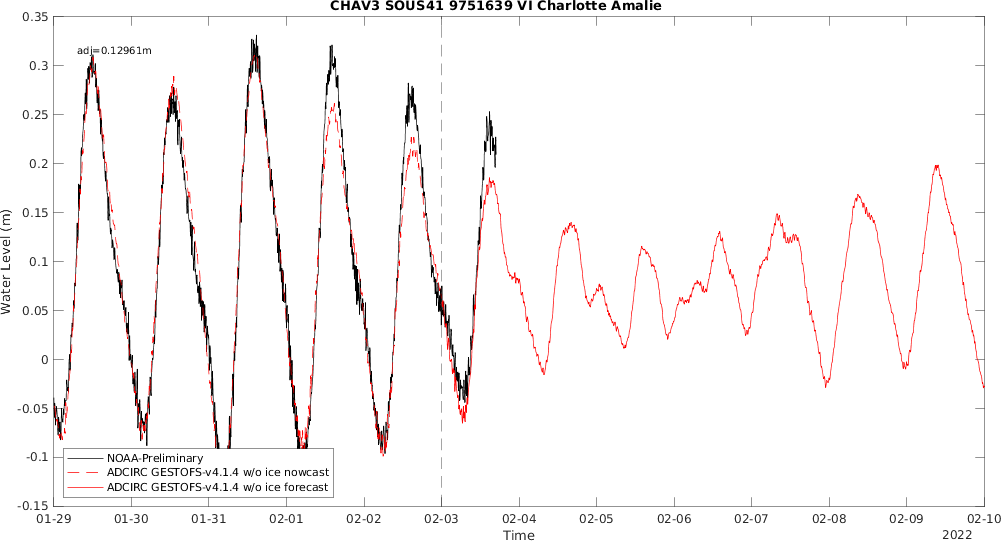 CHAV3 SOUS41 9751639 VI Charlotte Amalie
0.35
adj=0.12961m
0.3
0.25
0.2
0.15
0.1
0.05
0
-0.05
-0.1
-0.15
Water Level (m)
NOAA-Preliminary
ADCIRC GESTOFS-v4.1.4 w/o ice nowcast
ADCIRC GESTOFS-v4.1.4 w/o ice forecast
01-29 01-30 01-31 02-01 02-02 02-03 02-04 02-05 02-06 02-07 02-08 02-09 02-10
Time
2022